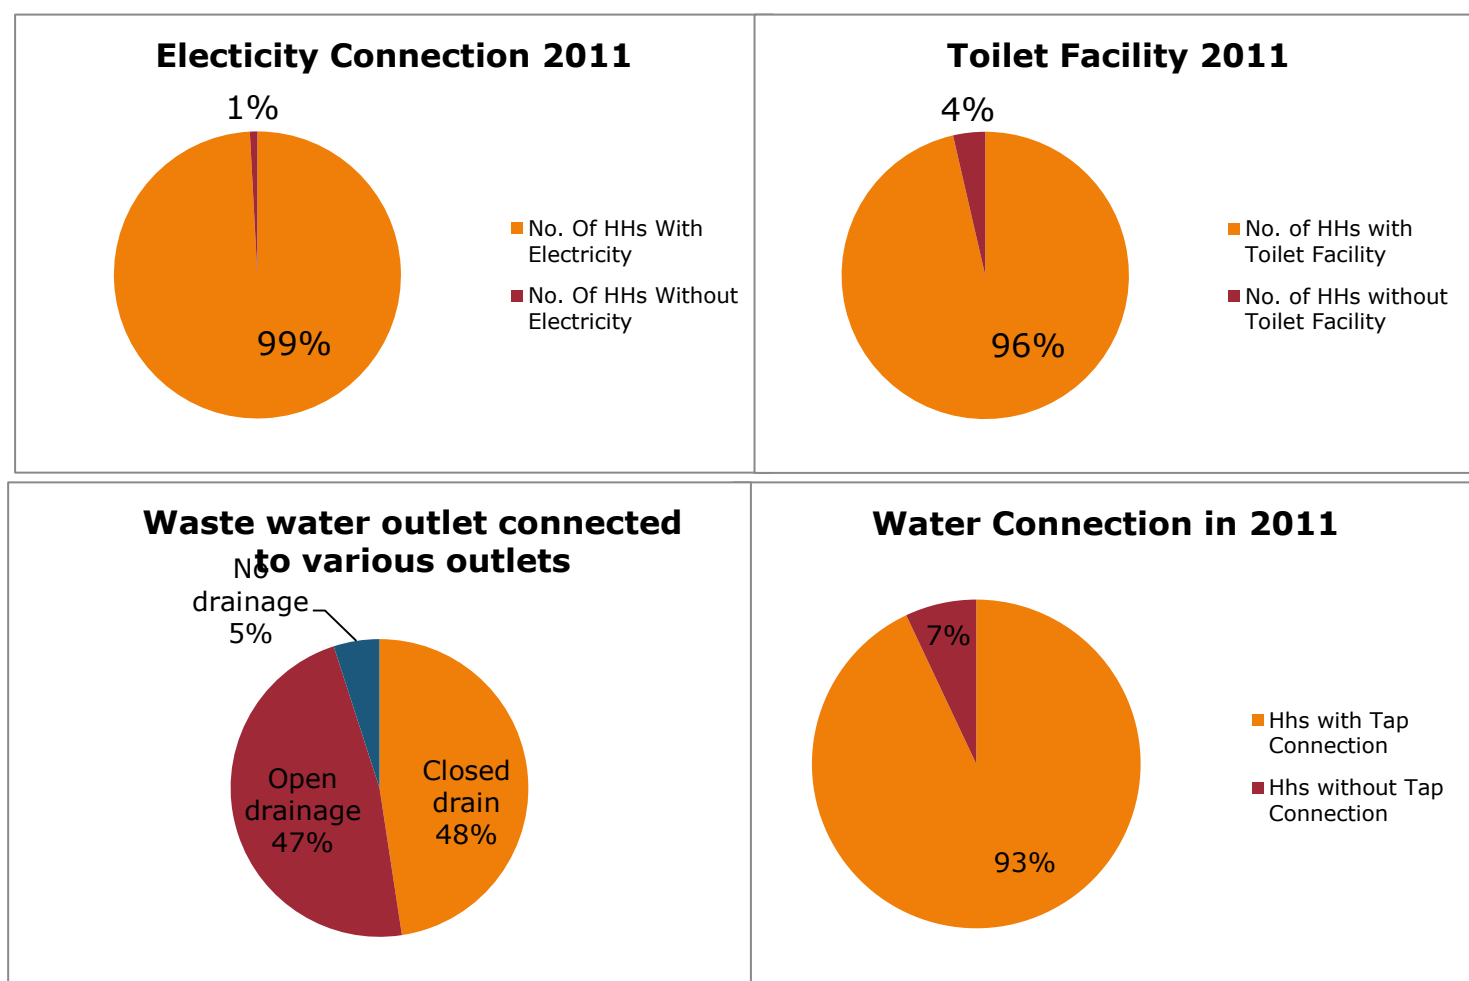 Electicity Connection 2011
1%
99%
No. Of HHs With
Electricity
No. Of HHs Without
Electricity
Toilet Facility 2011
4%
96%
No. of HHs with
Toilet Facility
No. of HHs without
Toilet Facility
Waste water outlet connected
to various outlets
No
drainage
5%
Open
drainage
47%
Closed
drain
48%
Water Connection in 2011
7%
93%
Hhs with Tap
Connection
Hhs without Tap
Connection